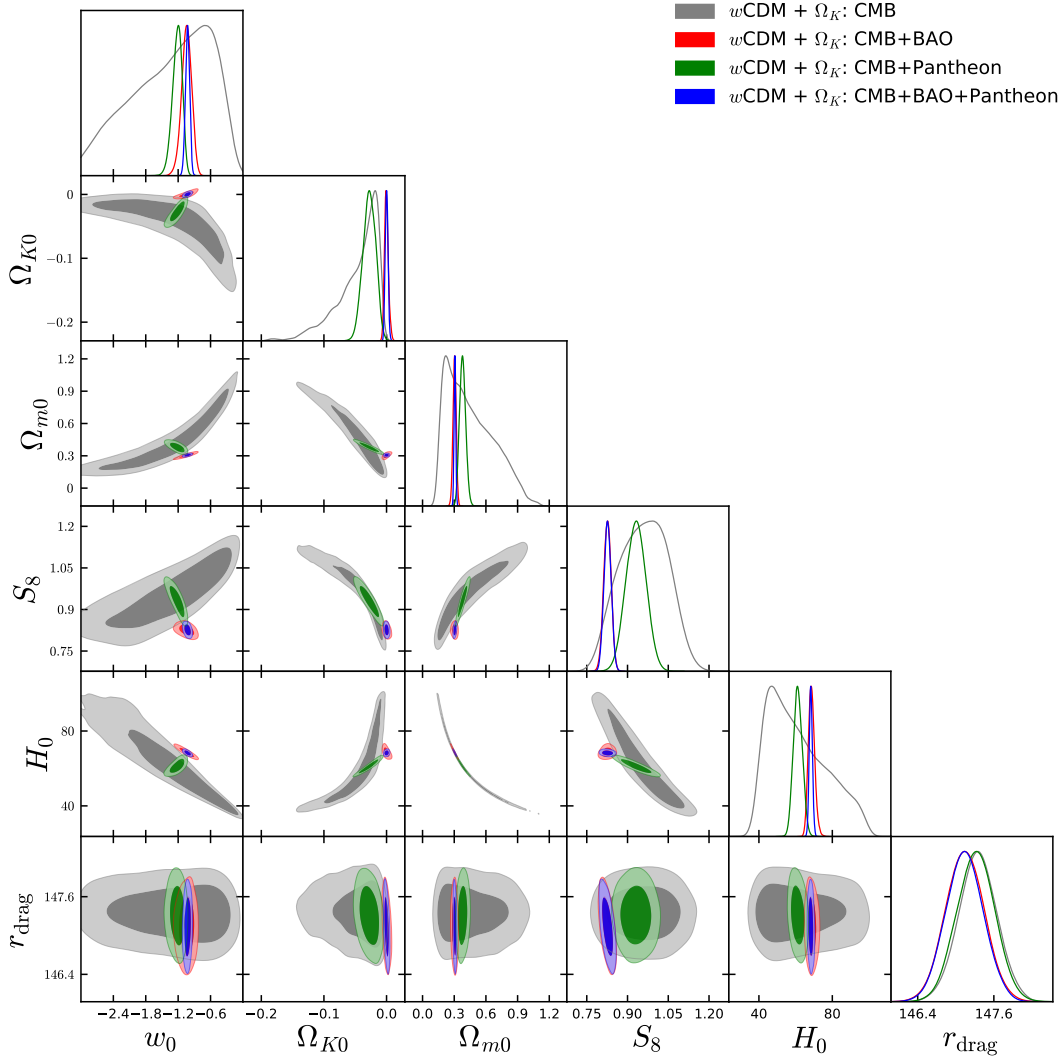 wCDM + Ω_K: CMB
wCDM + Ω_K: CMB+BAO
wCDM + Ω_K: CMB+Pantheon
wCDM + Ω_K: CMB+BAO+Pantheon
0
−0.1
−0.2
Ω_K0
1.2
0.9
0.6
0.3
0
Ω_m0
1.2
1.05
0.9
0.75
S_8
80
40
H_0
147.6
146.4
r_drag
−2.4 −1.8 −1.2 −0.6
−0.2 −0.1 0.0
0.0 0.3 0.6 0.9 1.2
0.75 0.90 1.05 1.20
40 80
146.4 147.6
w_0
Ω_K0
Ω_m0
S_8
H_0
r_drag